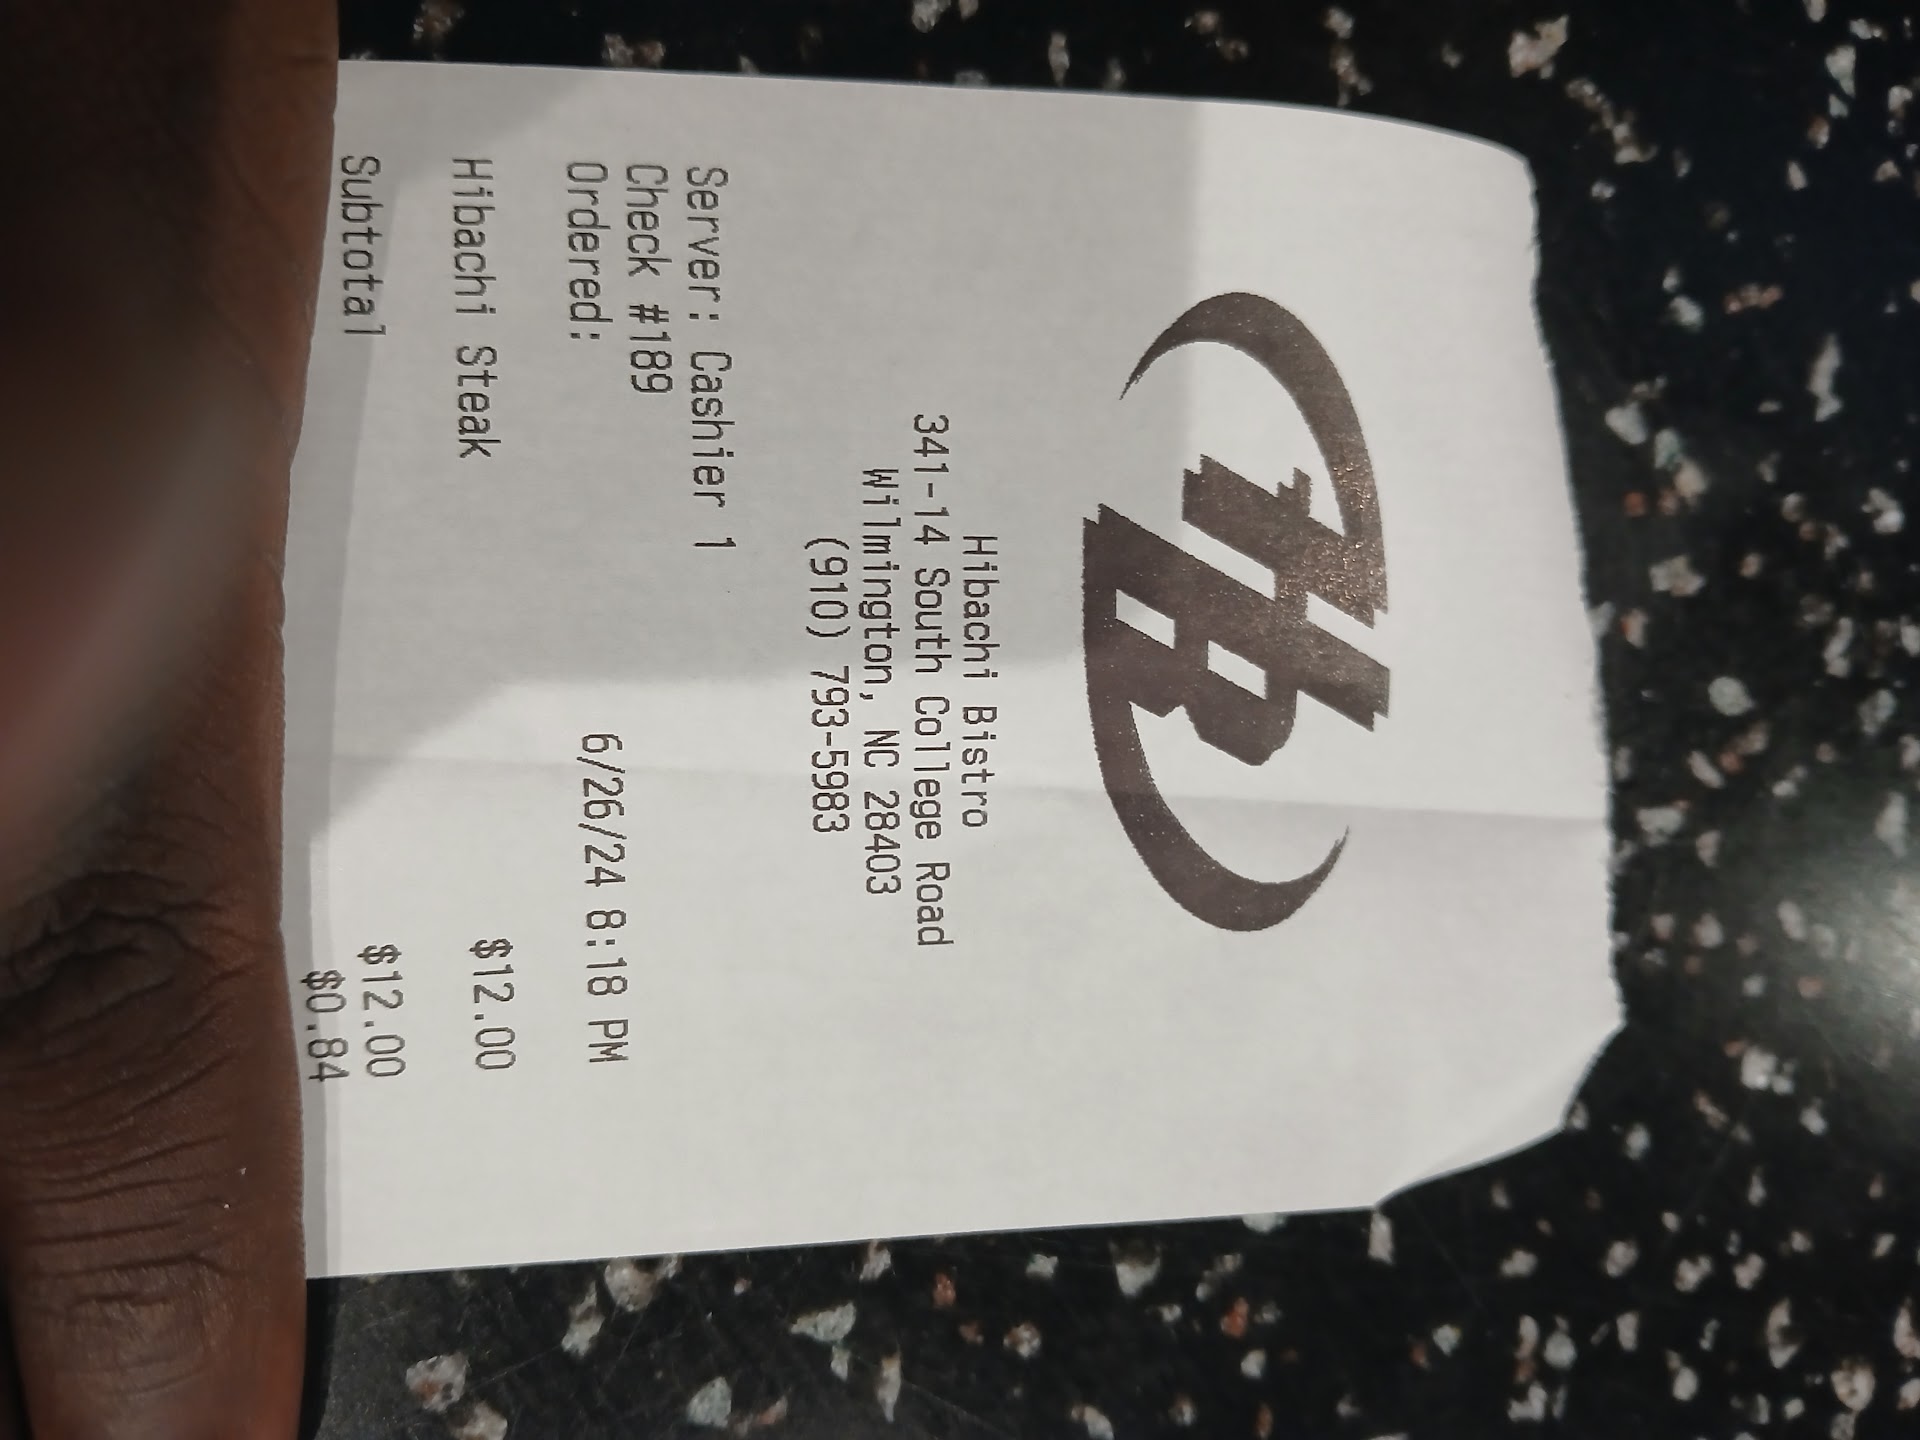 HB
Hibachi Bistro
341-14 South College Road
Wilmington, NC 28403
(910) 793-5983
Server: Cashier 1
Check #189
Ordered: 6/26/24 8:18 PM
Hibachi Steak $12.00
Subtotal $12.00
$0.84